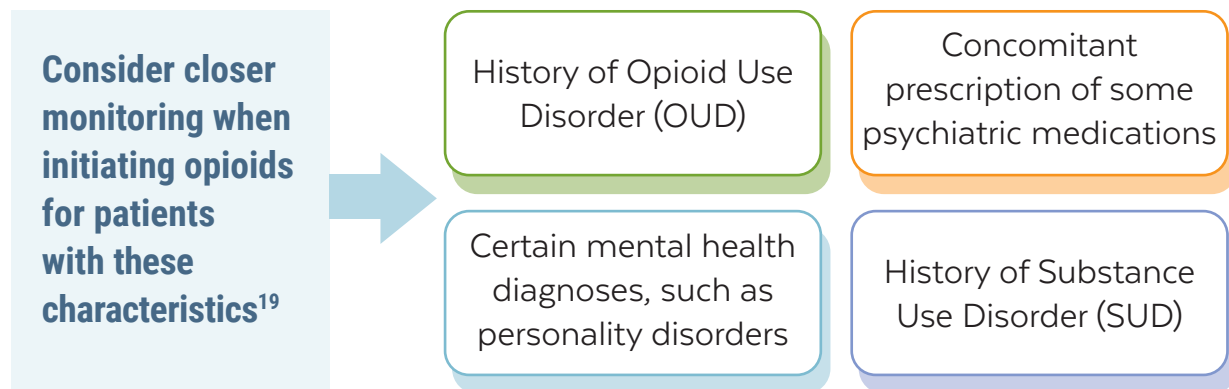 Consider closer
monitoring when
initiating opioids
for patients
with these
characteristics¹⁹
History of Opioid Use
Disorder (OUD)
Concomitant
prescription of some
psychiatric medications
Certain mental health
diagnoses, such as
personality disorders
History of Substance
Use Disorder (SUD)